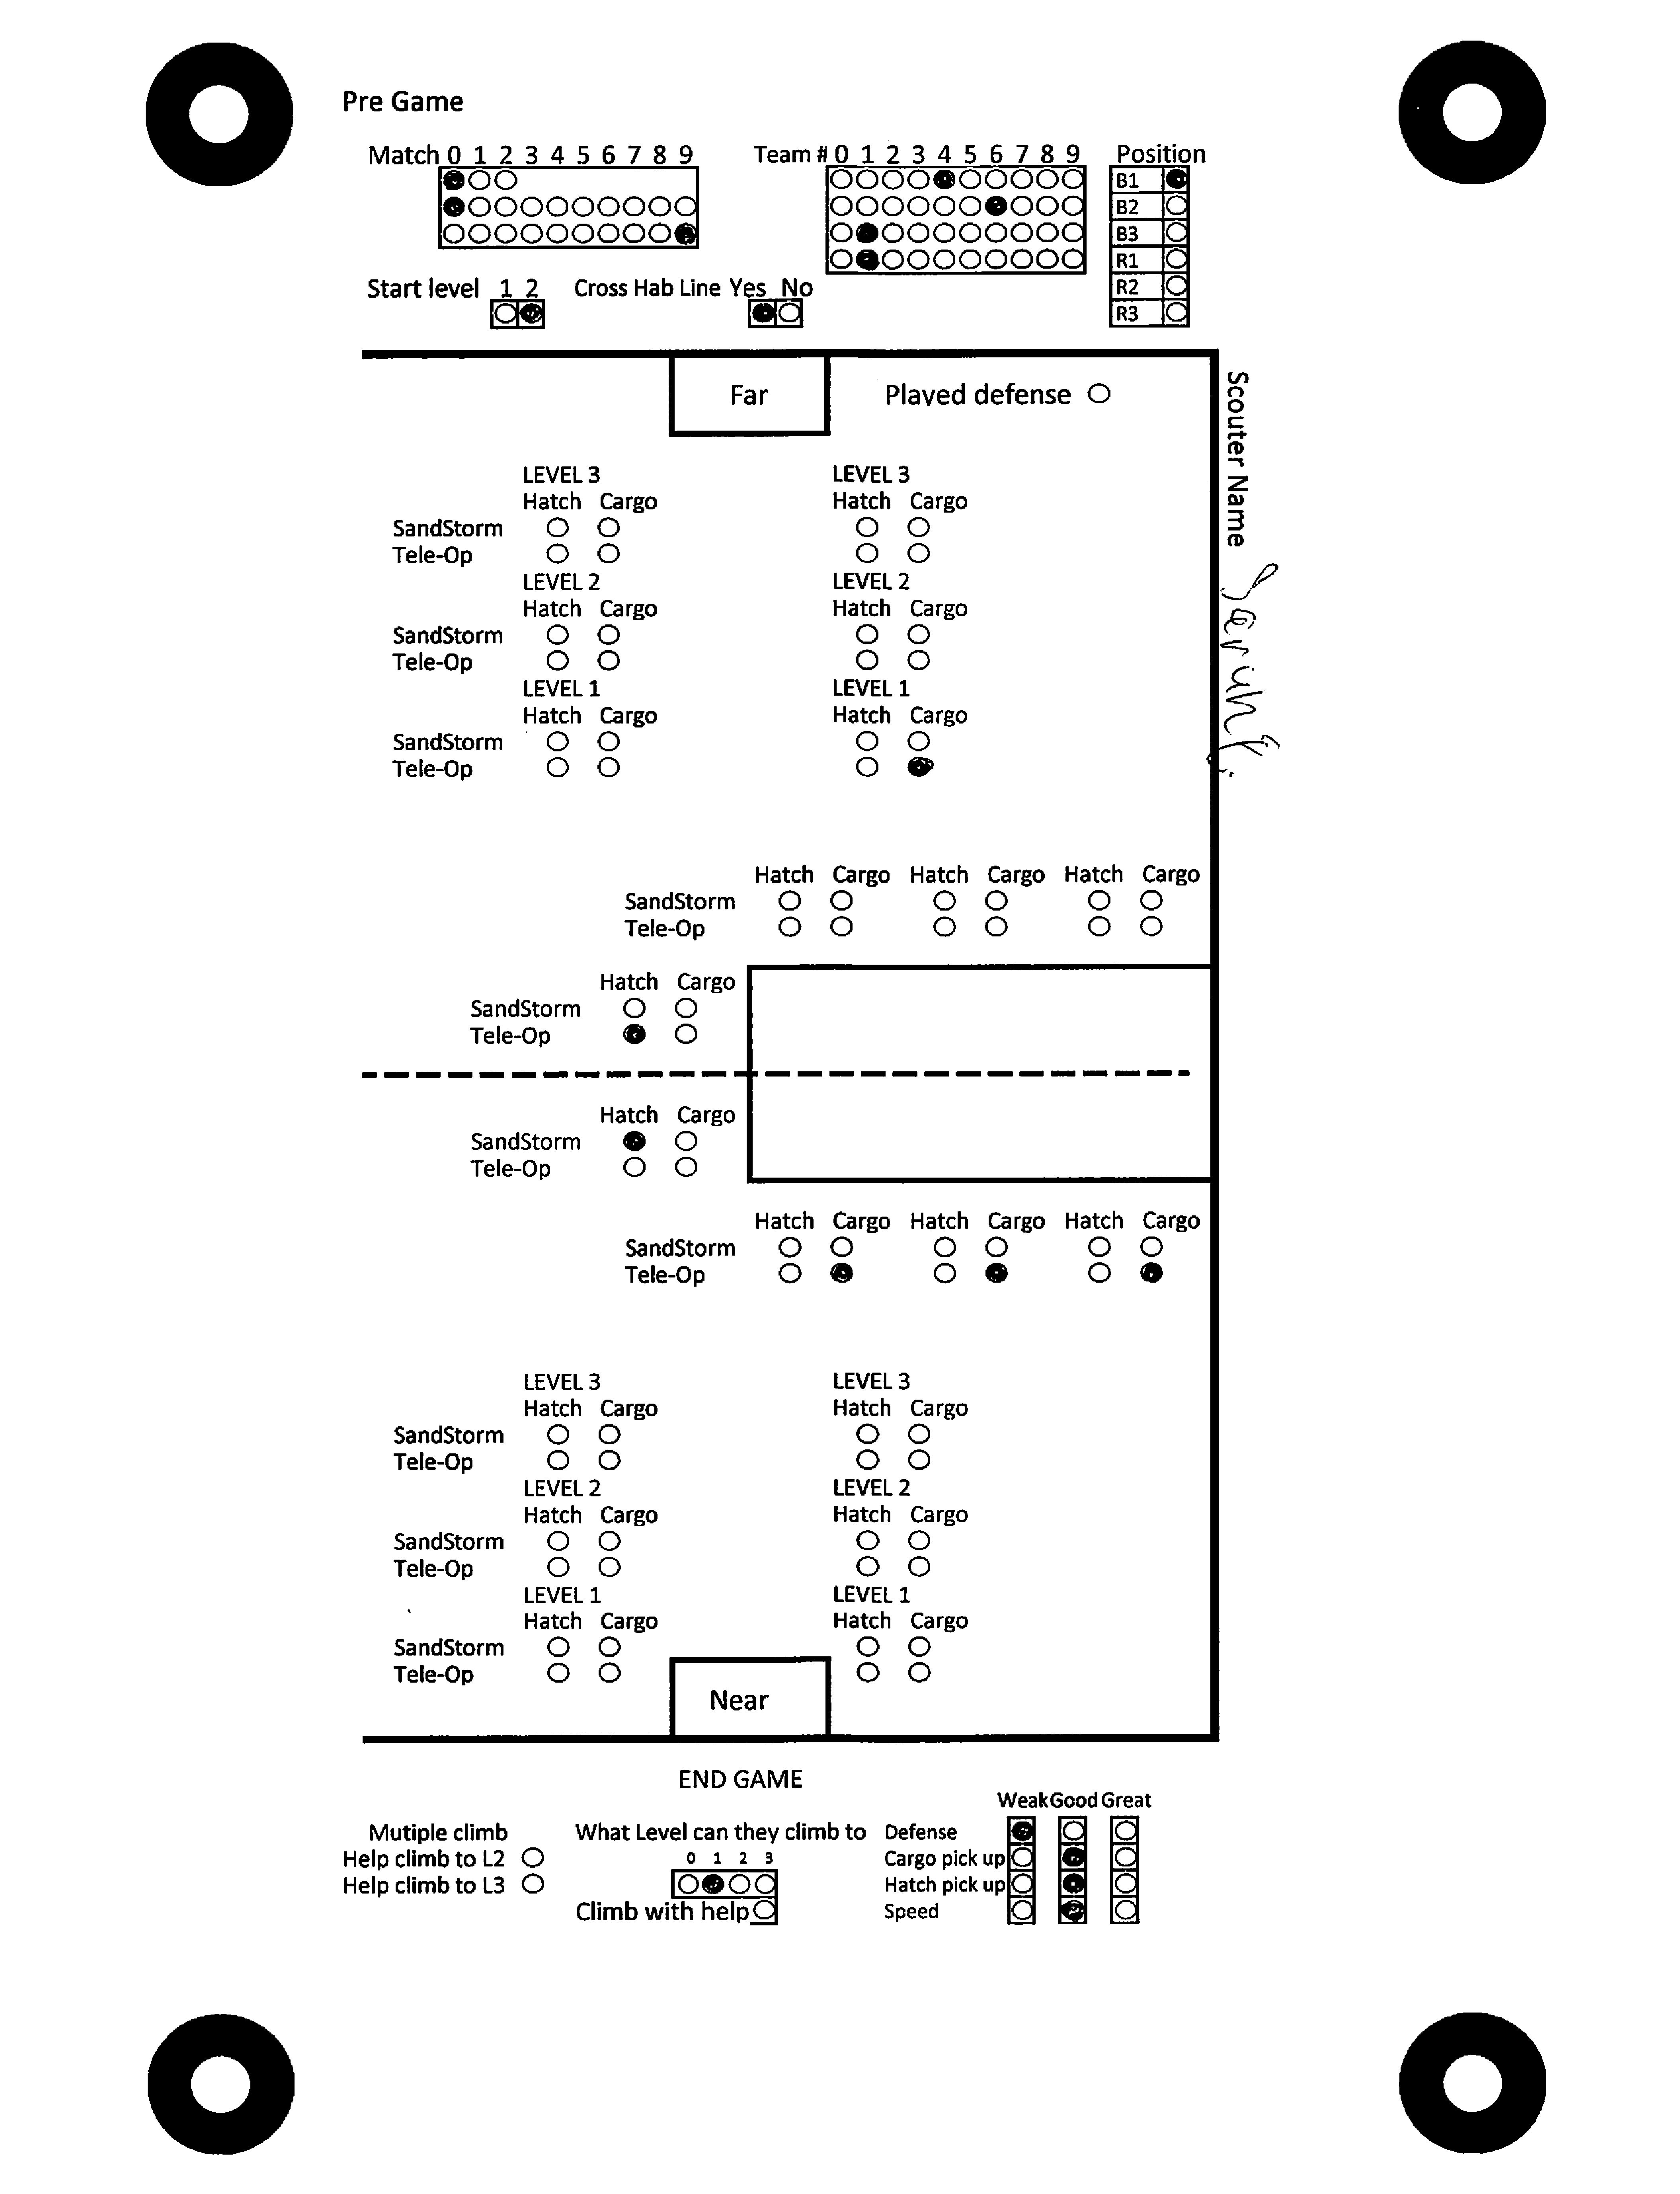 Pre Game
Match 0 1 2 3 4 5 6 7 8 9
Team # 0 1 2 3 4 5 6 7 8 9
Position
B1
B2
B3
R1
R2
R3
Start level 1 2
Cross Hab Line Yes No
Far
Played defense
Scouter Name
LEVEL 3 LEVEL 3
Hatch Cargo Hatch Cargo
SandStorm
Tele-Op
LEVEL 2 LEVEL 2
Hatch Cargo Hatch Cargo
SandStorm
Tele-Op
LEVEL 1 LEVEL 1
Hatch Cargo Hatch Cargo
SandStorm
Tele-Op
Hatch Cargo Hatch Cargo Hatch Cargo
SandStorm
Tele-Op
Hatch Cargo
SandStorm
Tele-Op
Hatch Cargo
SandStorm
Tele-Op
Hatch Cargo Hatch Cargo Hatch Cargo
SandStorm
Tele-Op
LEVEL 3 LEVEL 3
Hatch Cargo Hatch Cargo
SandStorm
Tele-Op
LEVEL 2 LEVEL 2
Hatch Cargo Hatch Cargo
SandStorm
Tele-Op
LEVEL 1 LEVEL 1
Hatch Cargo Hatch Cargo
SandStorm
Tele-Op
Near
END GAME
Mutiple climb
Help climb to L2
Help climb to L3
What Level can they climb to
0 1 2 3
Climb with help
Weak Good Great
Defense
Cargo pick up
Hatch pick up
Speed